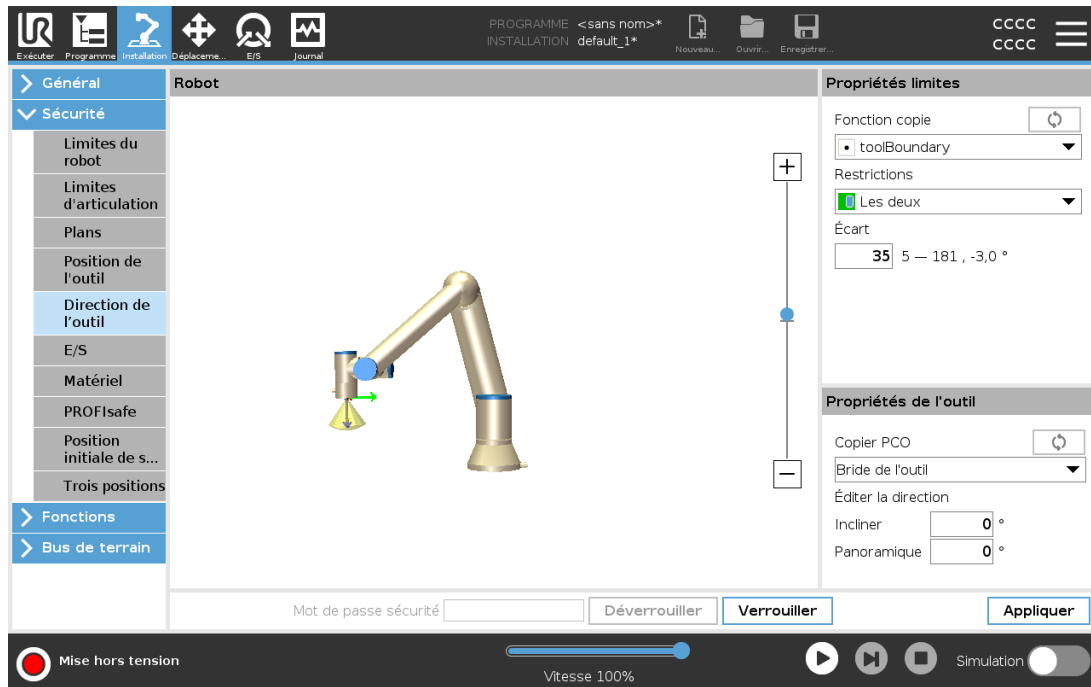 PROGRAMME <sans nom>*
INSTALLATION default_1*
UR
Exécuter
Programme
Installation
Déplaceme...
E/S
Journal
Nouveau...
Ouvrir...
Enregistrer...
CCCC
CCCC
Général
Sécurité
Limites du
robot
Limites
d'articulation
Plans
Position de
l'outil
Direction de
l’outil
E/S
Matériel
PROFIsafe
Position
initiale de s...
Trois positions
Fonctions
Bus de terrain
Robot
Propriétés limites
Fonction copie
toolBoundary
Restrictions
Les deux
Écart
35 5 — 181 , -3,0 °
Propriétés de l'outil
Copier PCO
Bride de l'outil
Éditer la direction
Incliner 0 °
Panoramique 0 °
Mot de passe sécurité
Déverrouiller
Verrouiller
Appliquer
Mise hors tension
Vitesse 100%
Simulation